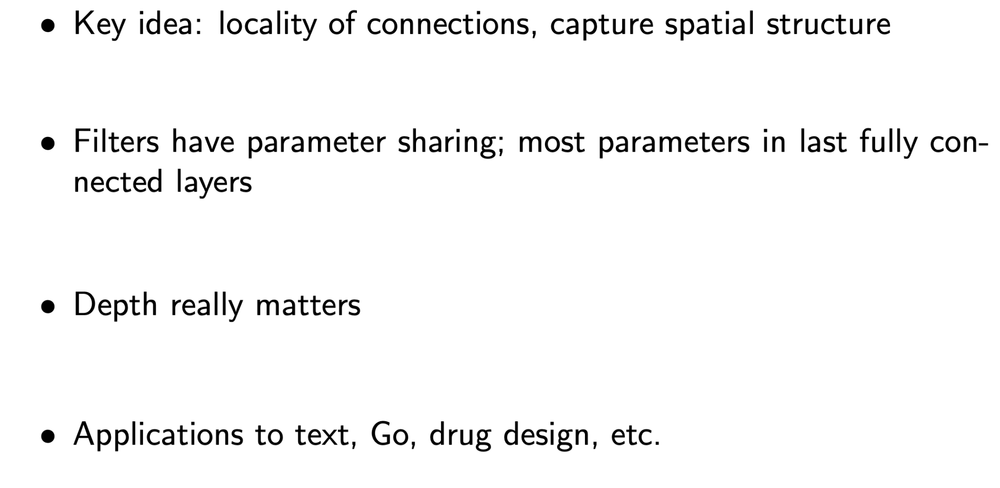 • Key idea: locality of connections, capture spatial structure
• Filters have parameter sharing; most parameters in last fully con-
nected layers
• Depth really matters
• Applications to text, Go, drug design, etc.